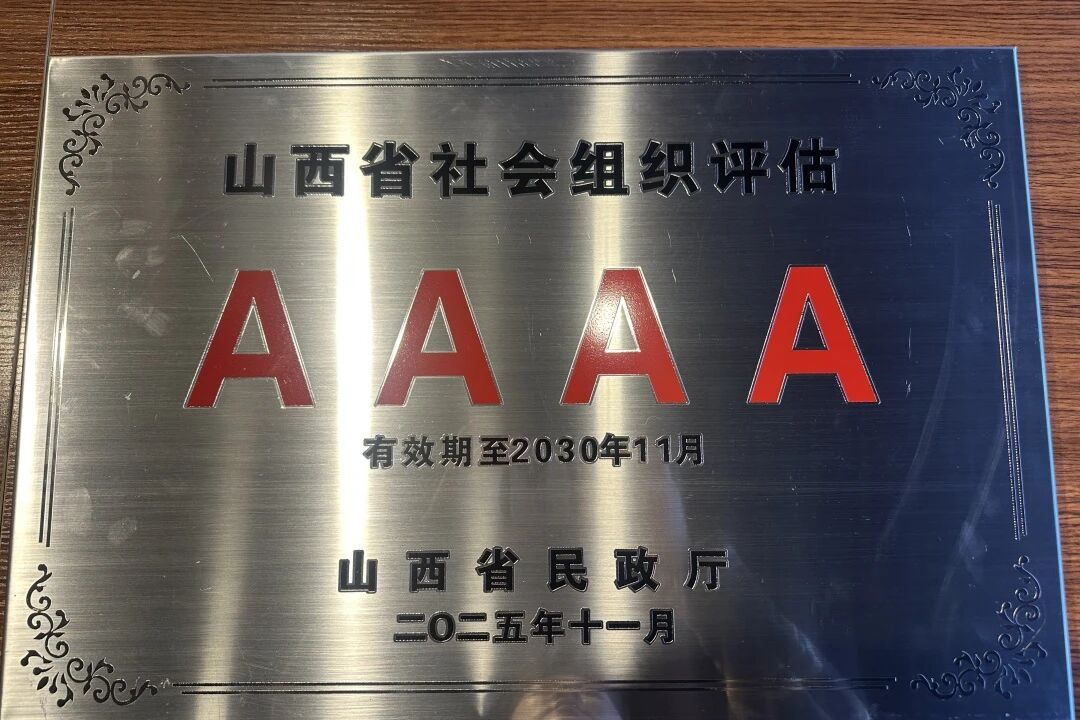 山西省社会组织评估
AAAA
有效期至2030年11月
山西省民政厅
二O二五年十一月